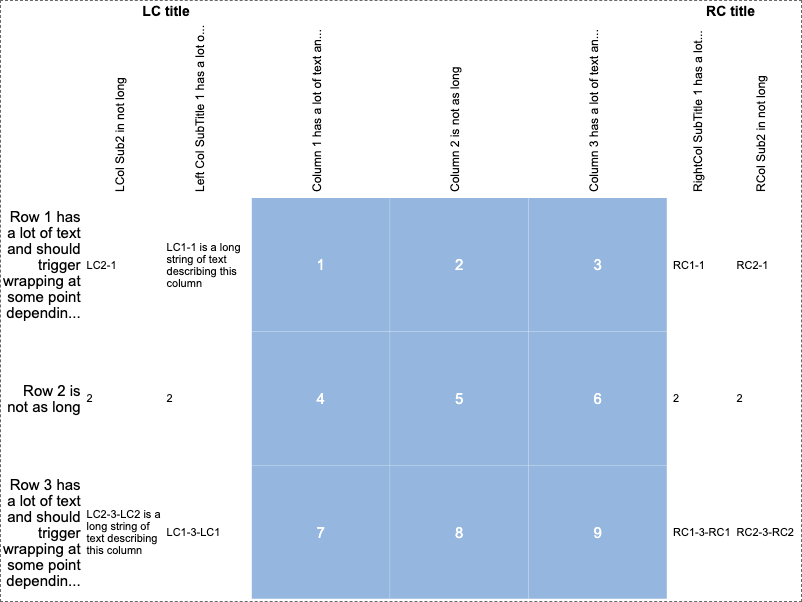 LC title
RC title
LCol Sub2 in not long
Left Col SubTitle 1 has a lot o...
Column 1 has a lot of text an...
Column 2 is not as long
Column 3 has a lot of text an...
RightCol SubTitle 1 has a lot...
RCol Sub2 in not long
Row 1 has
a lot of text
and should
trigger
wrapping at
some point
dependin...
LC2-1
LC1-1 is a long
string of text
describing this
column
1
2
3
RC1-1
RC2-1
Row 2 is
not as long
2
2
4
5
6
2
2
Row 3 has
a lot of text
and should
trigger
wrapping at
some point
dependin...
LC2-3-LC2 is a
long string of
text describing
this column
LC1-3-LC1
7
8
9
RC1-3-RC1
RC2-3-RC2